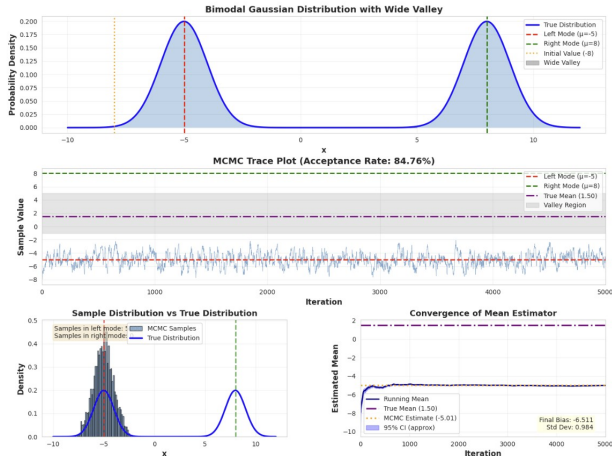 Bimodal Gaussian Distribution with Wide Valley
0.200
0.175
0.150
0.125
0.100
0.075
0.050
0.025
0.000
Probability Density
True Distribution
Left Mode (μ=-5)
Right Mode (μ=8)
Initial Value (-8)
Wide Valley
−10 −5 0 5 10
x
MCMC Trace Plot (Acceptance Rate: 84.76%)
8
6
4
2
0
−2
−4
−6
−8
Sample Value
Left Mode (μ=-5)
Right Mode (μ=8)
True Mean (1.50)
Valley Region
0 1000 2000 3000 4000 5000
Iteration
Sample Distribution vs True Distribution
0.5
0.4
0.3
0.2
0.1
0.0
Density
Samples in left mode:
Samples in right mode:
MCMC Samples
True Distribution
−10 −5 0 5 10
x
Convergence of Mean Estimator
2
0
−2
−4
−6
−8
−10
Estimated Mean
Running Mean
True Mean (1.50)
MCMC Estimate (-5.01)
95% CI (approx)
Final Bias: -6.511
Std Dev: 0.984
0 1000 2000 3000 4000 5000
Iteration